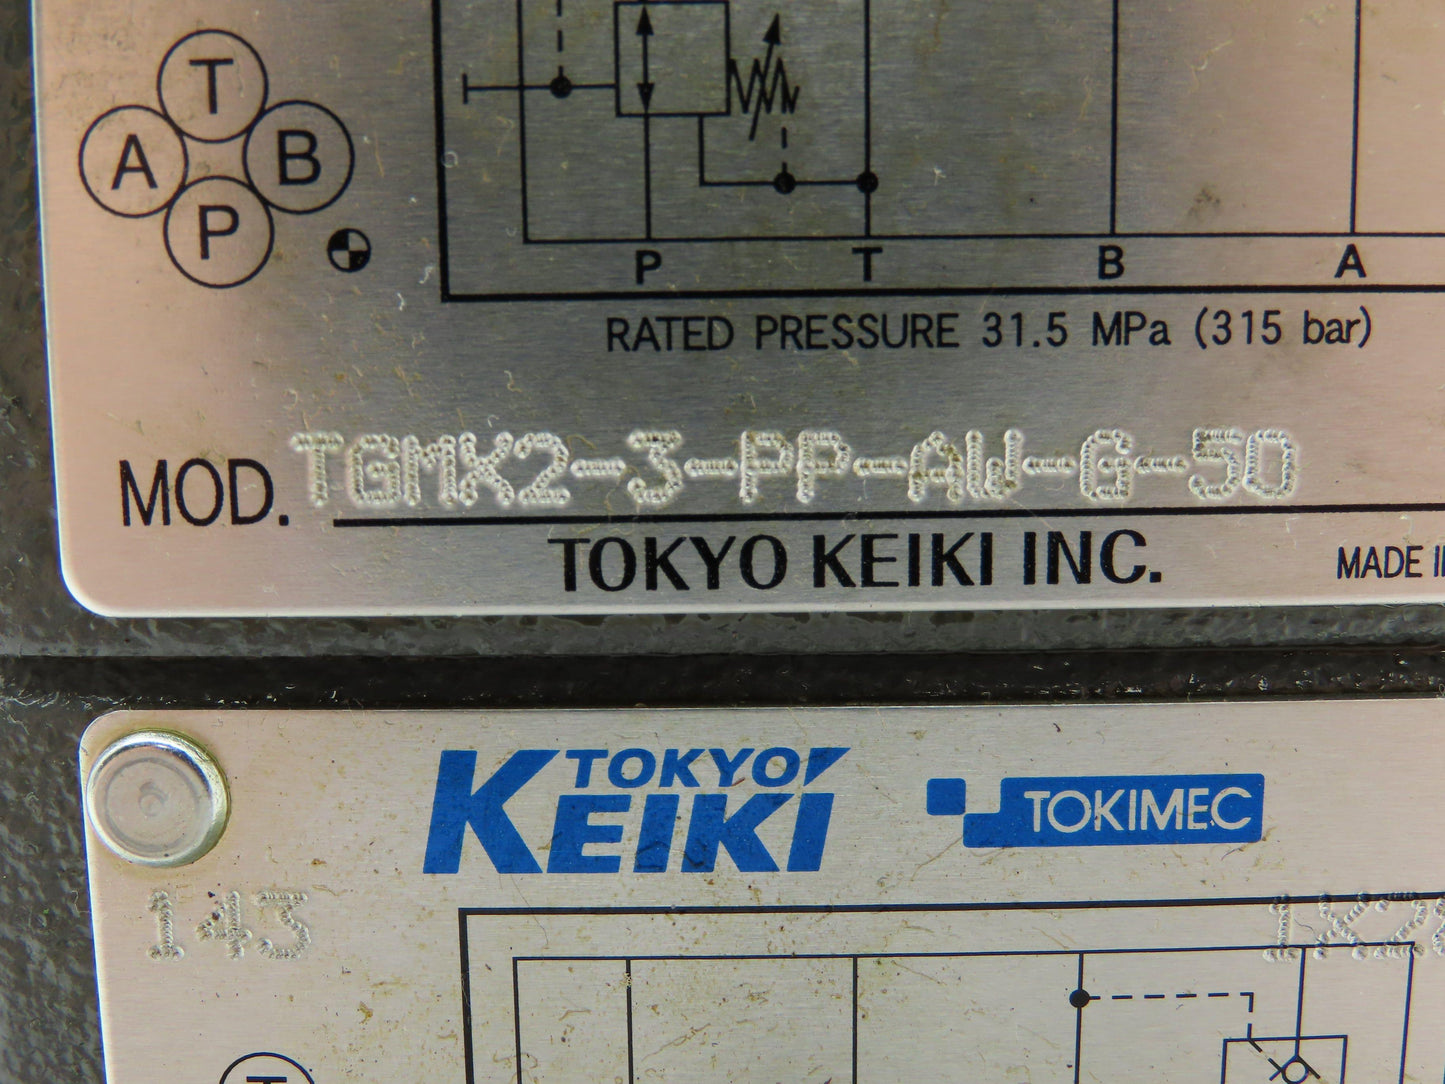 T
A B
P
P T B A
RATED PRESSURE 31.5 MPa (315 bar)
MOD. TGMX2-3-PP-AW-G-50
TOKYO KEIKI INC.
MADE
TOKYO KEIKI TOKIMEC
143
T